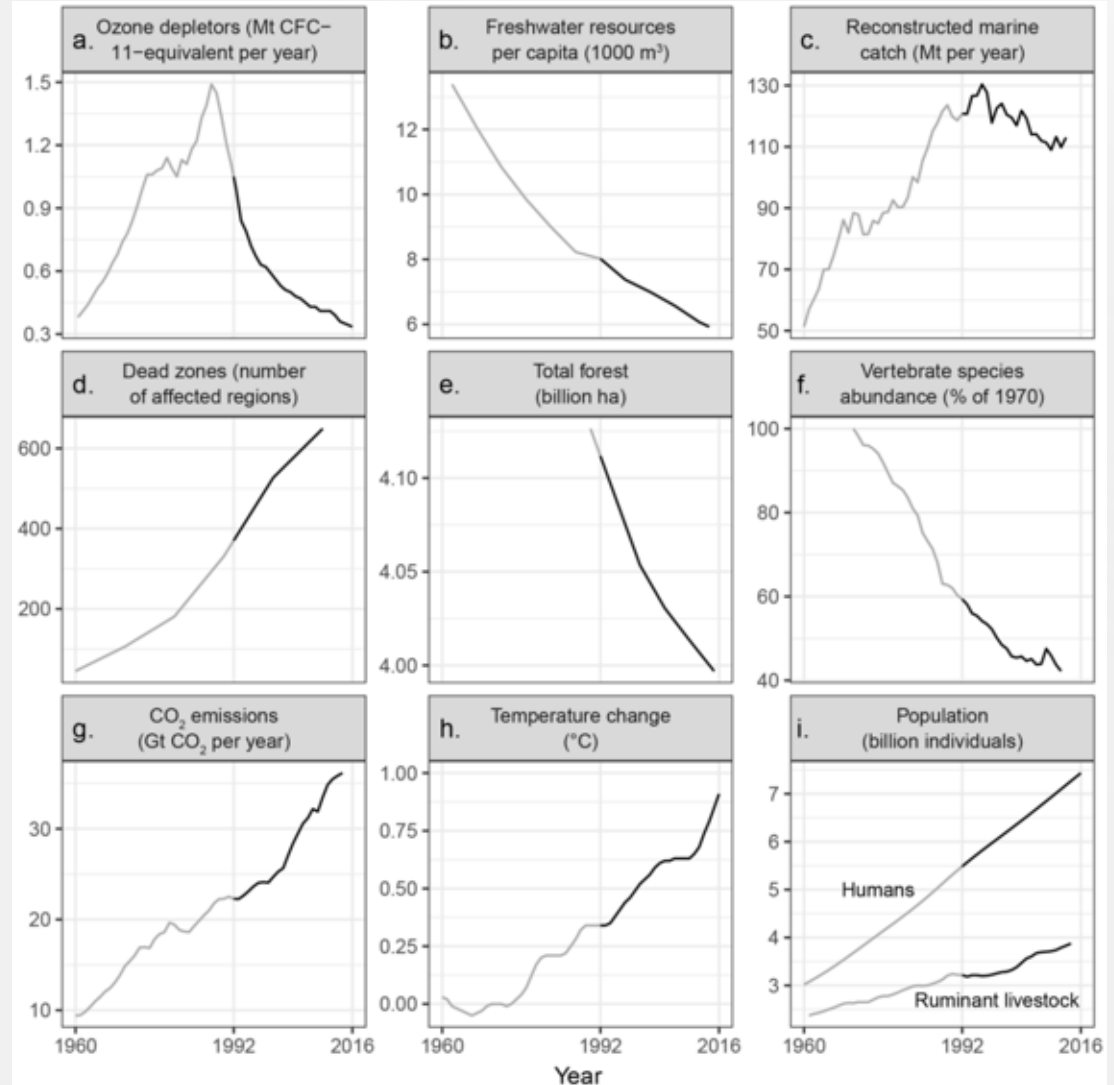 a. Ozone depletors (Mt CFC−
11−equivalent per year)
b. Freshwater resources
per capita (1000 m³)
c. Reconstructed marine
catch (Mt per year)
1.5
1.2
0.9
0.6
0.3
12
10
8
6
130
110
90
70
50
d. Dead zones (number
of affected regions)
e. Total forest
(billion ha)
f. Vertebrate species
abundance (% of 1970)
600
400
200
4.10
4.05
4.00
100
80
60
40
g. CO₂ emissions
(Gt CO₂ per year)
h. Temperature change
(°C)
i. Population
(billion individuals)
30
20
10
1.00
0.75
0.50
0.25
0.00
7
6
5
4
3
Humans
Ruminant livestock
1960 1992 2016
1960 1992 2016
1960 1992 2016
Year